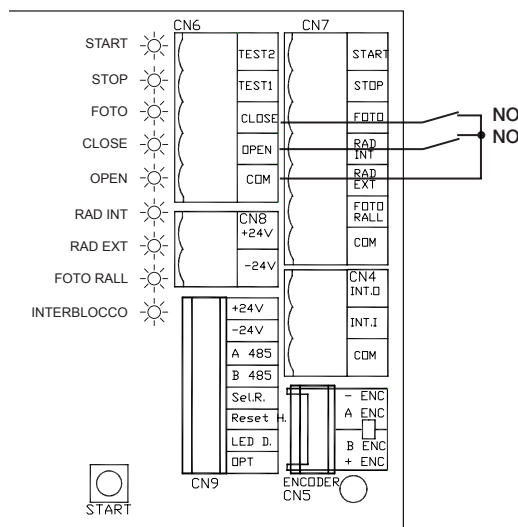 START
STOP
FOTO
CLOSE
OPEN
RAD INT
RAD EXT
FOTO RALL
INTERBLOCCO
CN6
TEST2
TEST1
CLOSE
OPEN
COM
CN8
+24V
-24V
+24V
-24V
A 485
B 485
Sel.R.
Reset H.
LED D.
OPT
CN9
CN7
START
STOP
FOTO
RAD
INT
RAD
EXT
FOTO
RALL
COM
CN4
INT.O
INT.I
COM
- ENC
A ENC
B ENC
+ ENC
ENCODER
CN5
NO
NO
START